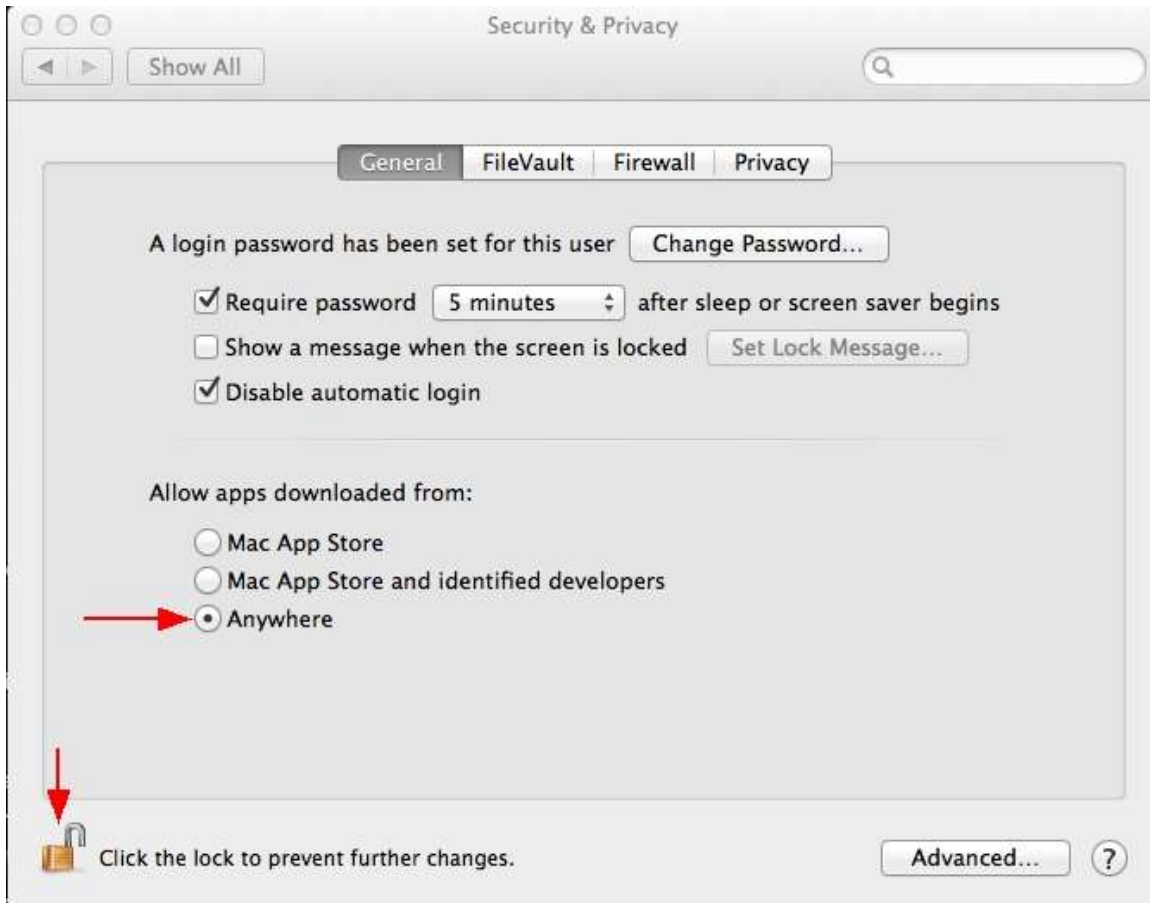 Security & Privacy
Show All
General FileVault Firewall Privacy
A login password has been set for this user Change Password...
Require password 5 minutes after sleep or screen saver begins
Show a message when the screen is locked Set Lock Message...
Disable automatic login
Allow apps downloaded from:
Mac App Store
Mac App Store and identified developers
Anywhere
Click the lock to prevent further changes. Advanced... ?